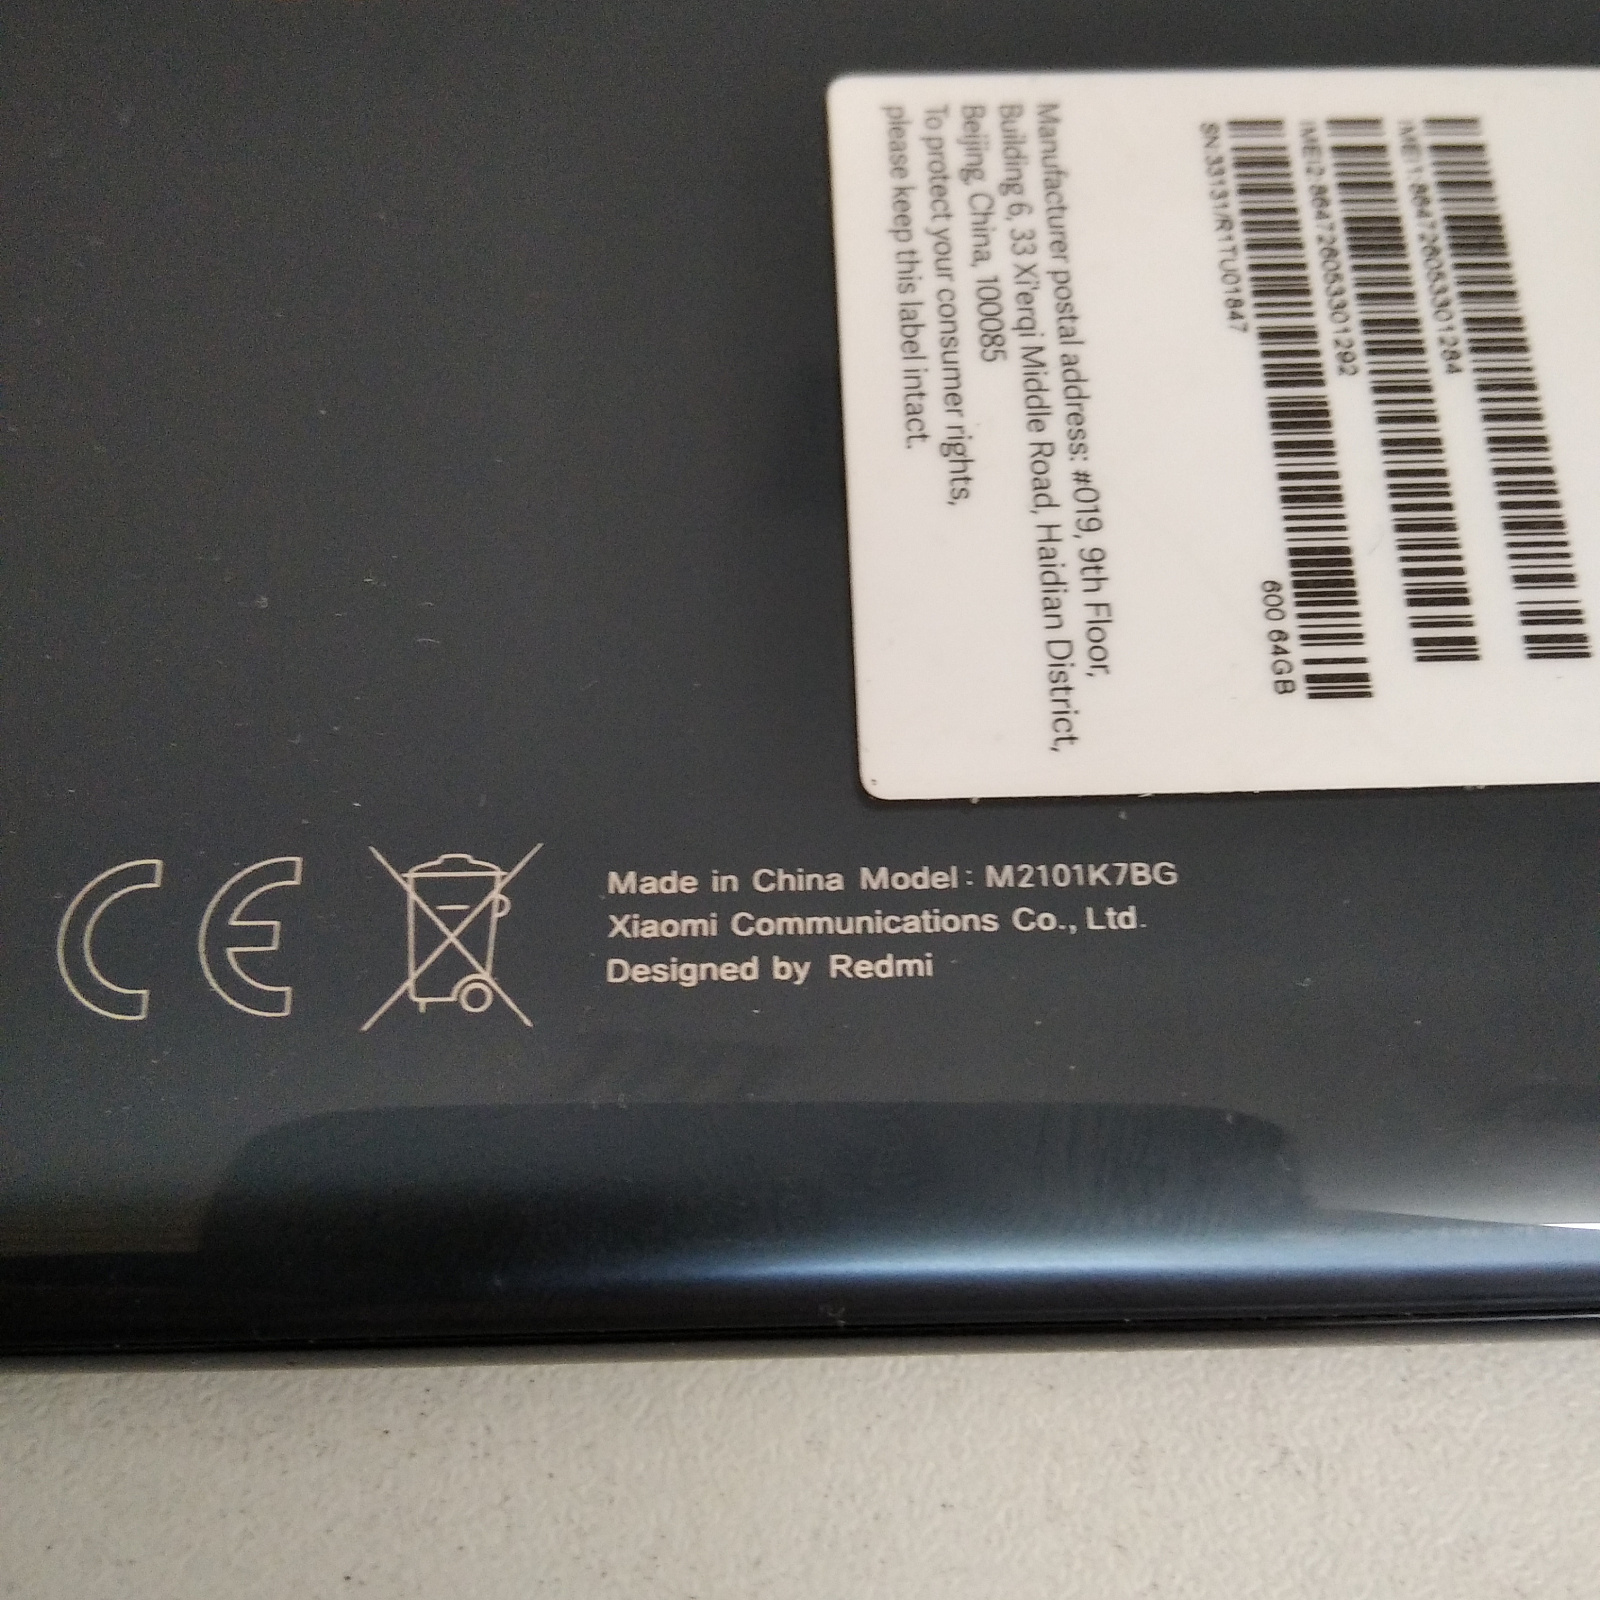 IMEI1:864726053301284
IMEI2:864726053301292
SN:33131/R1TU01847
600 64GB
Manufacturer postal address: #019, 9th Floor,
Building 6, 33 Xi'erqi Middle Road, Haidian District,
Beijing, China, 100085
To protect your consumer rights,
please keep this label intact.
CE
Made in China Model: M2101K7BG
Xiaomi Communications Co., Ltd.
Designed by Redmi